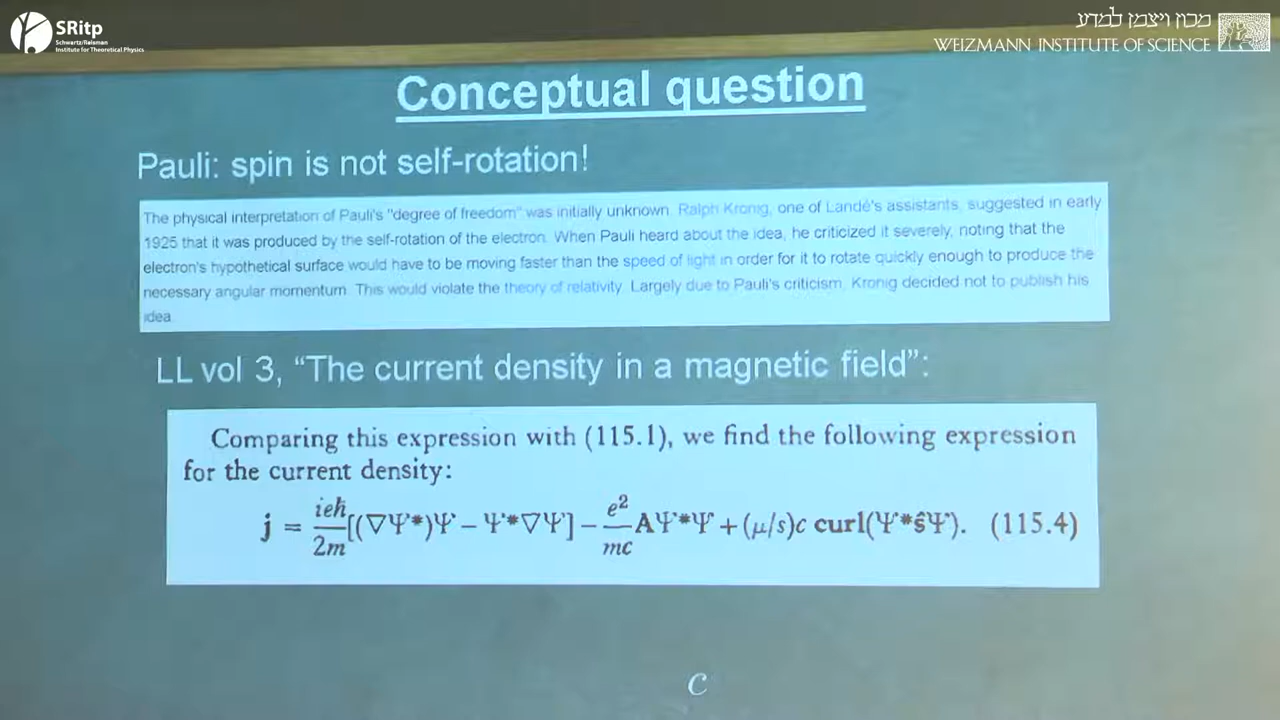 SRitp
Schwartz/Reisman
Institute for Theoretical Physics
מכון ויצמן למדע
WEIZMANN INSTITUTE OF SCIENCE
Conceptual question
Pauli: spin is not self-rotation!
The physical interpretation of Pauli's "degree of freedom" was initially unknown. Ralph Kronig, one of Landé's assistants, suggested in early
1925 that it was produced by the self-rotation of the electron. When Pauli heard about the idea, he criticized it severely, noting that the
electron's hypothetical surface would have to be moving faster than the speed of light in order for it to rotate quickly enough to produce the
necessary angular momentum. This would violate the theory of relativity. Largely due to Pauli's criticism, Kronig decided not to publish his
idea.
LL vol 3, “The current density in a magnetic field”:
Comparing this expression with (115.1), we find the following expression
for the current density:
j = ieħ/2m [(∇Ψ*)Ψ − Ψ*∇Ψ] − e²/mc AΨ*Ψ + (μ/s)c curl(Ψ*ŝΨ). (115.4)
c